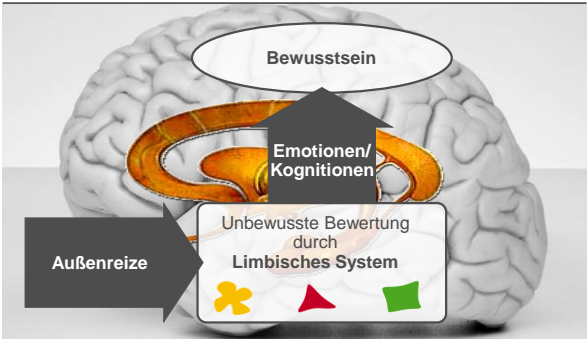 Bewusstsein
Emotionen/
Kognitionen
Unbewusste Bewertung
durch
Limbisches System
Außenreize